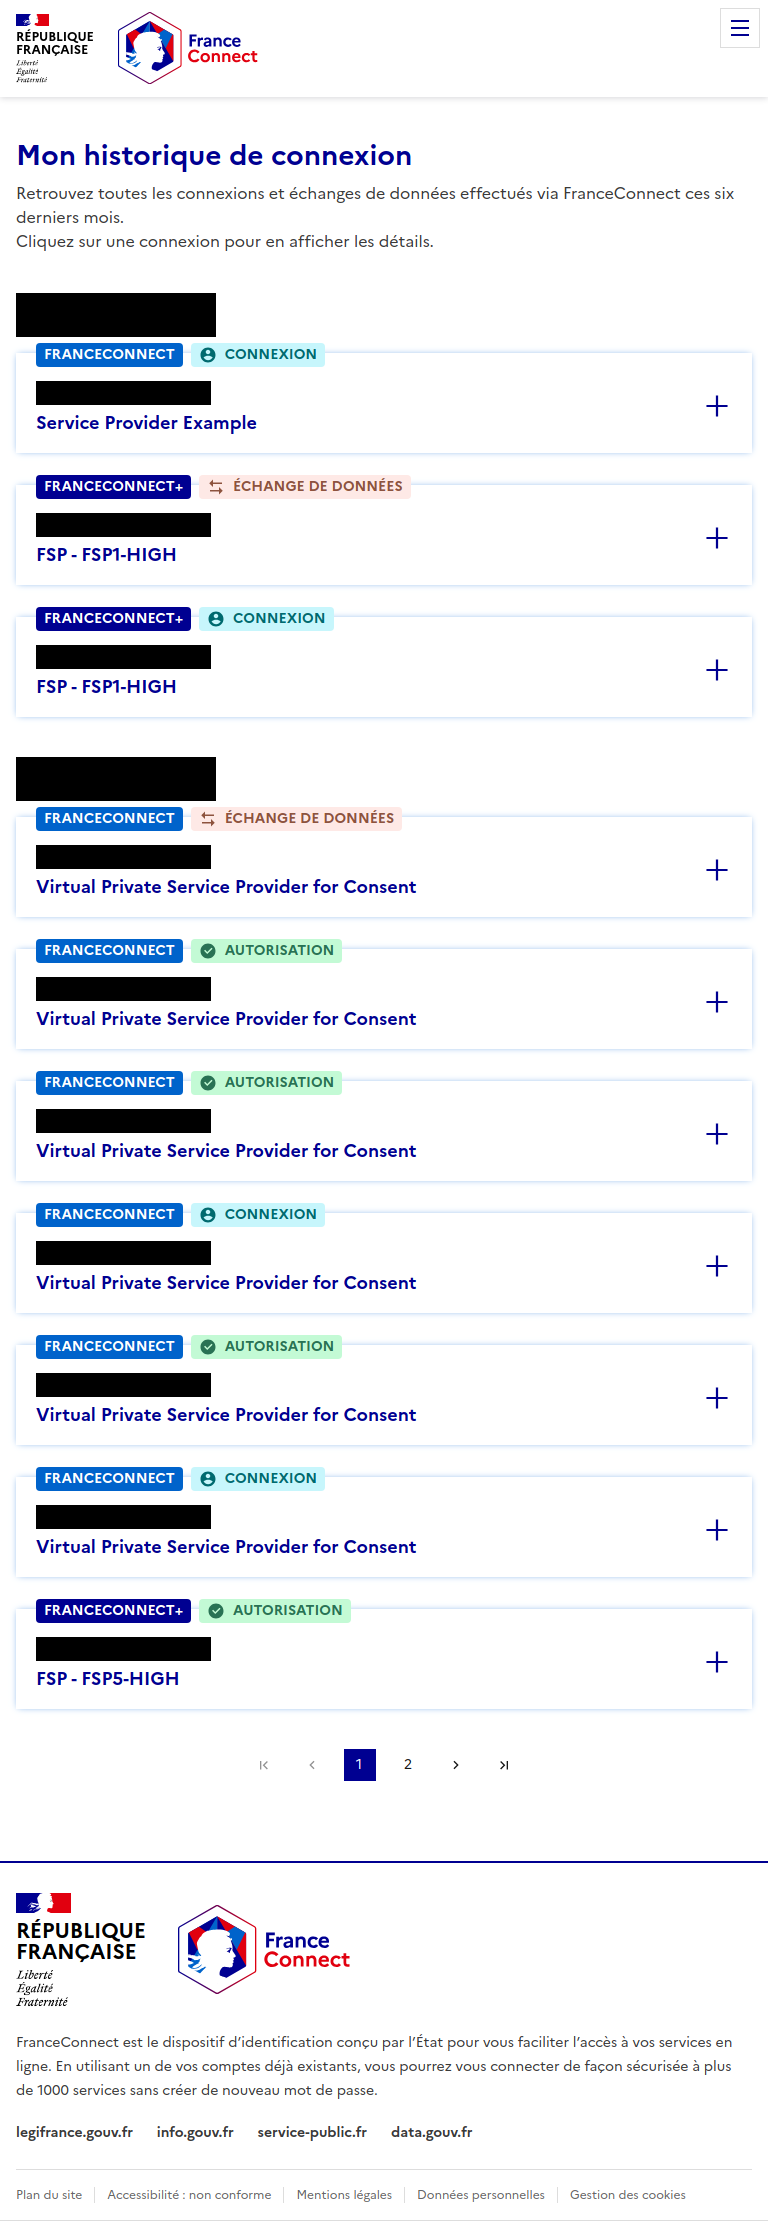 RÉPUBLIQUE
FRANÇAISE
Liberté
Égalité
Fraternité
France
Connect
Mon historique de connexion
Retrouvez toutes les connexions et échanges de données effectués via FranceConnect ces six
derniers mois.
Cliquez sur une connexion pour en afficher les détails.
FRANCECONNECT CONNEXION
Service Provider Example
FRANCECONNECT+ ÉCHANGE DE DONNÉES
FSP - FSP1-HIGH
FRANCECONNECT+ CONNEXION
FSP - FSP1-HIGH
FRANCECONNECT ÉCHANGE DE DONNÉES
Virtual Private Service Provider for Consent
FRANCECONNECT AUTORISATION
Virtual Private Service Provider for Consent
FRANCECONNECT AUTORISATION
Virtual Private Service Provider for Consent
FRANCECONNECT CONNEXION
Virtual Private Service Provider for Consent
FRANCECONNECT AUTORISATION
Virtual Private Service Provider for Consent
FRANCECONNECT CONNEXION
Virtual Private Service Provider for Consent
FRANCECONNECT+ AUTORISATION
FSP - FSP5-HIGH
1 2
RÉPUBLIQUE
FRANÇAISE
Liberté
Égalité
Fraternité
France
Connect
FranceConnect est le dispositif d’identification conçu par l’État pour vous faciliter l’accès à vos services en
ligne. En utilisant un de vos comptes déjà existants, vous pourrez vous connecter de façon sécurisée à plus
de 1000 services sans créer de nouveau mot de passe.
legifrance.gouv.fr info.gouv.fr service-public.fr data.gouv.fr
Plan du site Accessibilité : non conforme Mentions légales Données personnelles Gestion des cookies